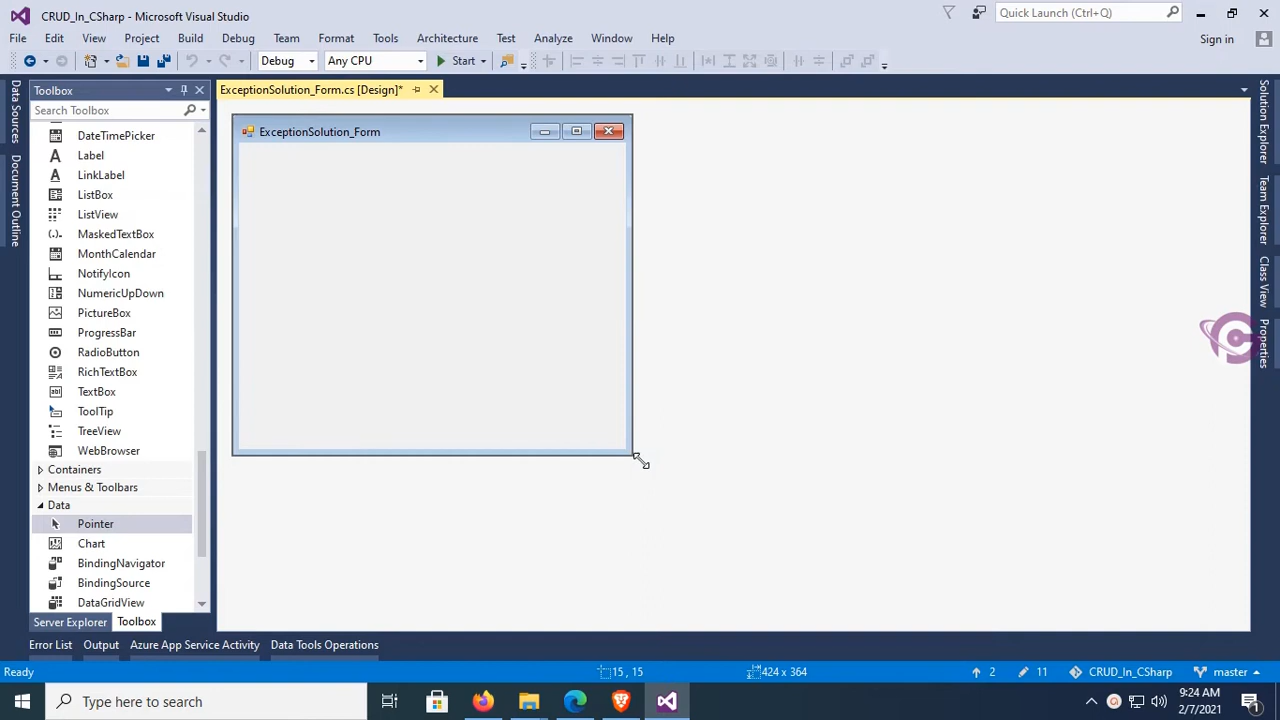 CRUD_In_CSharp - Microsoft Visual Studio
Quick Launch (Ctrl+Q)
File Edit View Project Build Debug Team Format Tools Architecture Test Analyze Window Help
Sign in
Debug Any CPU Start
Toolbox
ExceptionSolution_Form.cs [Design]*
Search Toolbox
Data Sources
Document Outline
DateTimePicker
Label
LinkLabel
ListBox
ListView
MaskedTextBox
MonthCalendar
NotifyIcon
NumericUpDown
PictureBox
ProgressBar
RadioButton
RichTextBox
TextBox
ToolTip
TreeView
WebBrowser
Containers
Menus & Toolbars
Data
Pointer
Chart
BindingNavigator
BindingSource
DataGridView
Server Explorer Toolbox
ExceptionSolution_Form
Solution Explorer
Team Explorer
Class View
Properties
Error List Output Azure App Service Activity Data Tools Operations
Ready 15 , 15 424 x 364 2 11 CRUD_In_CSharp master
Type here to search
9:24 AM
2/7/2021
1